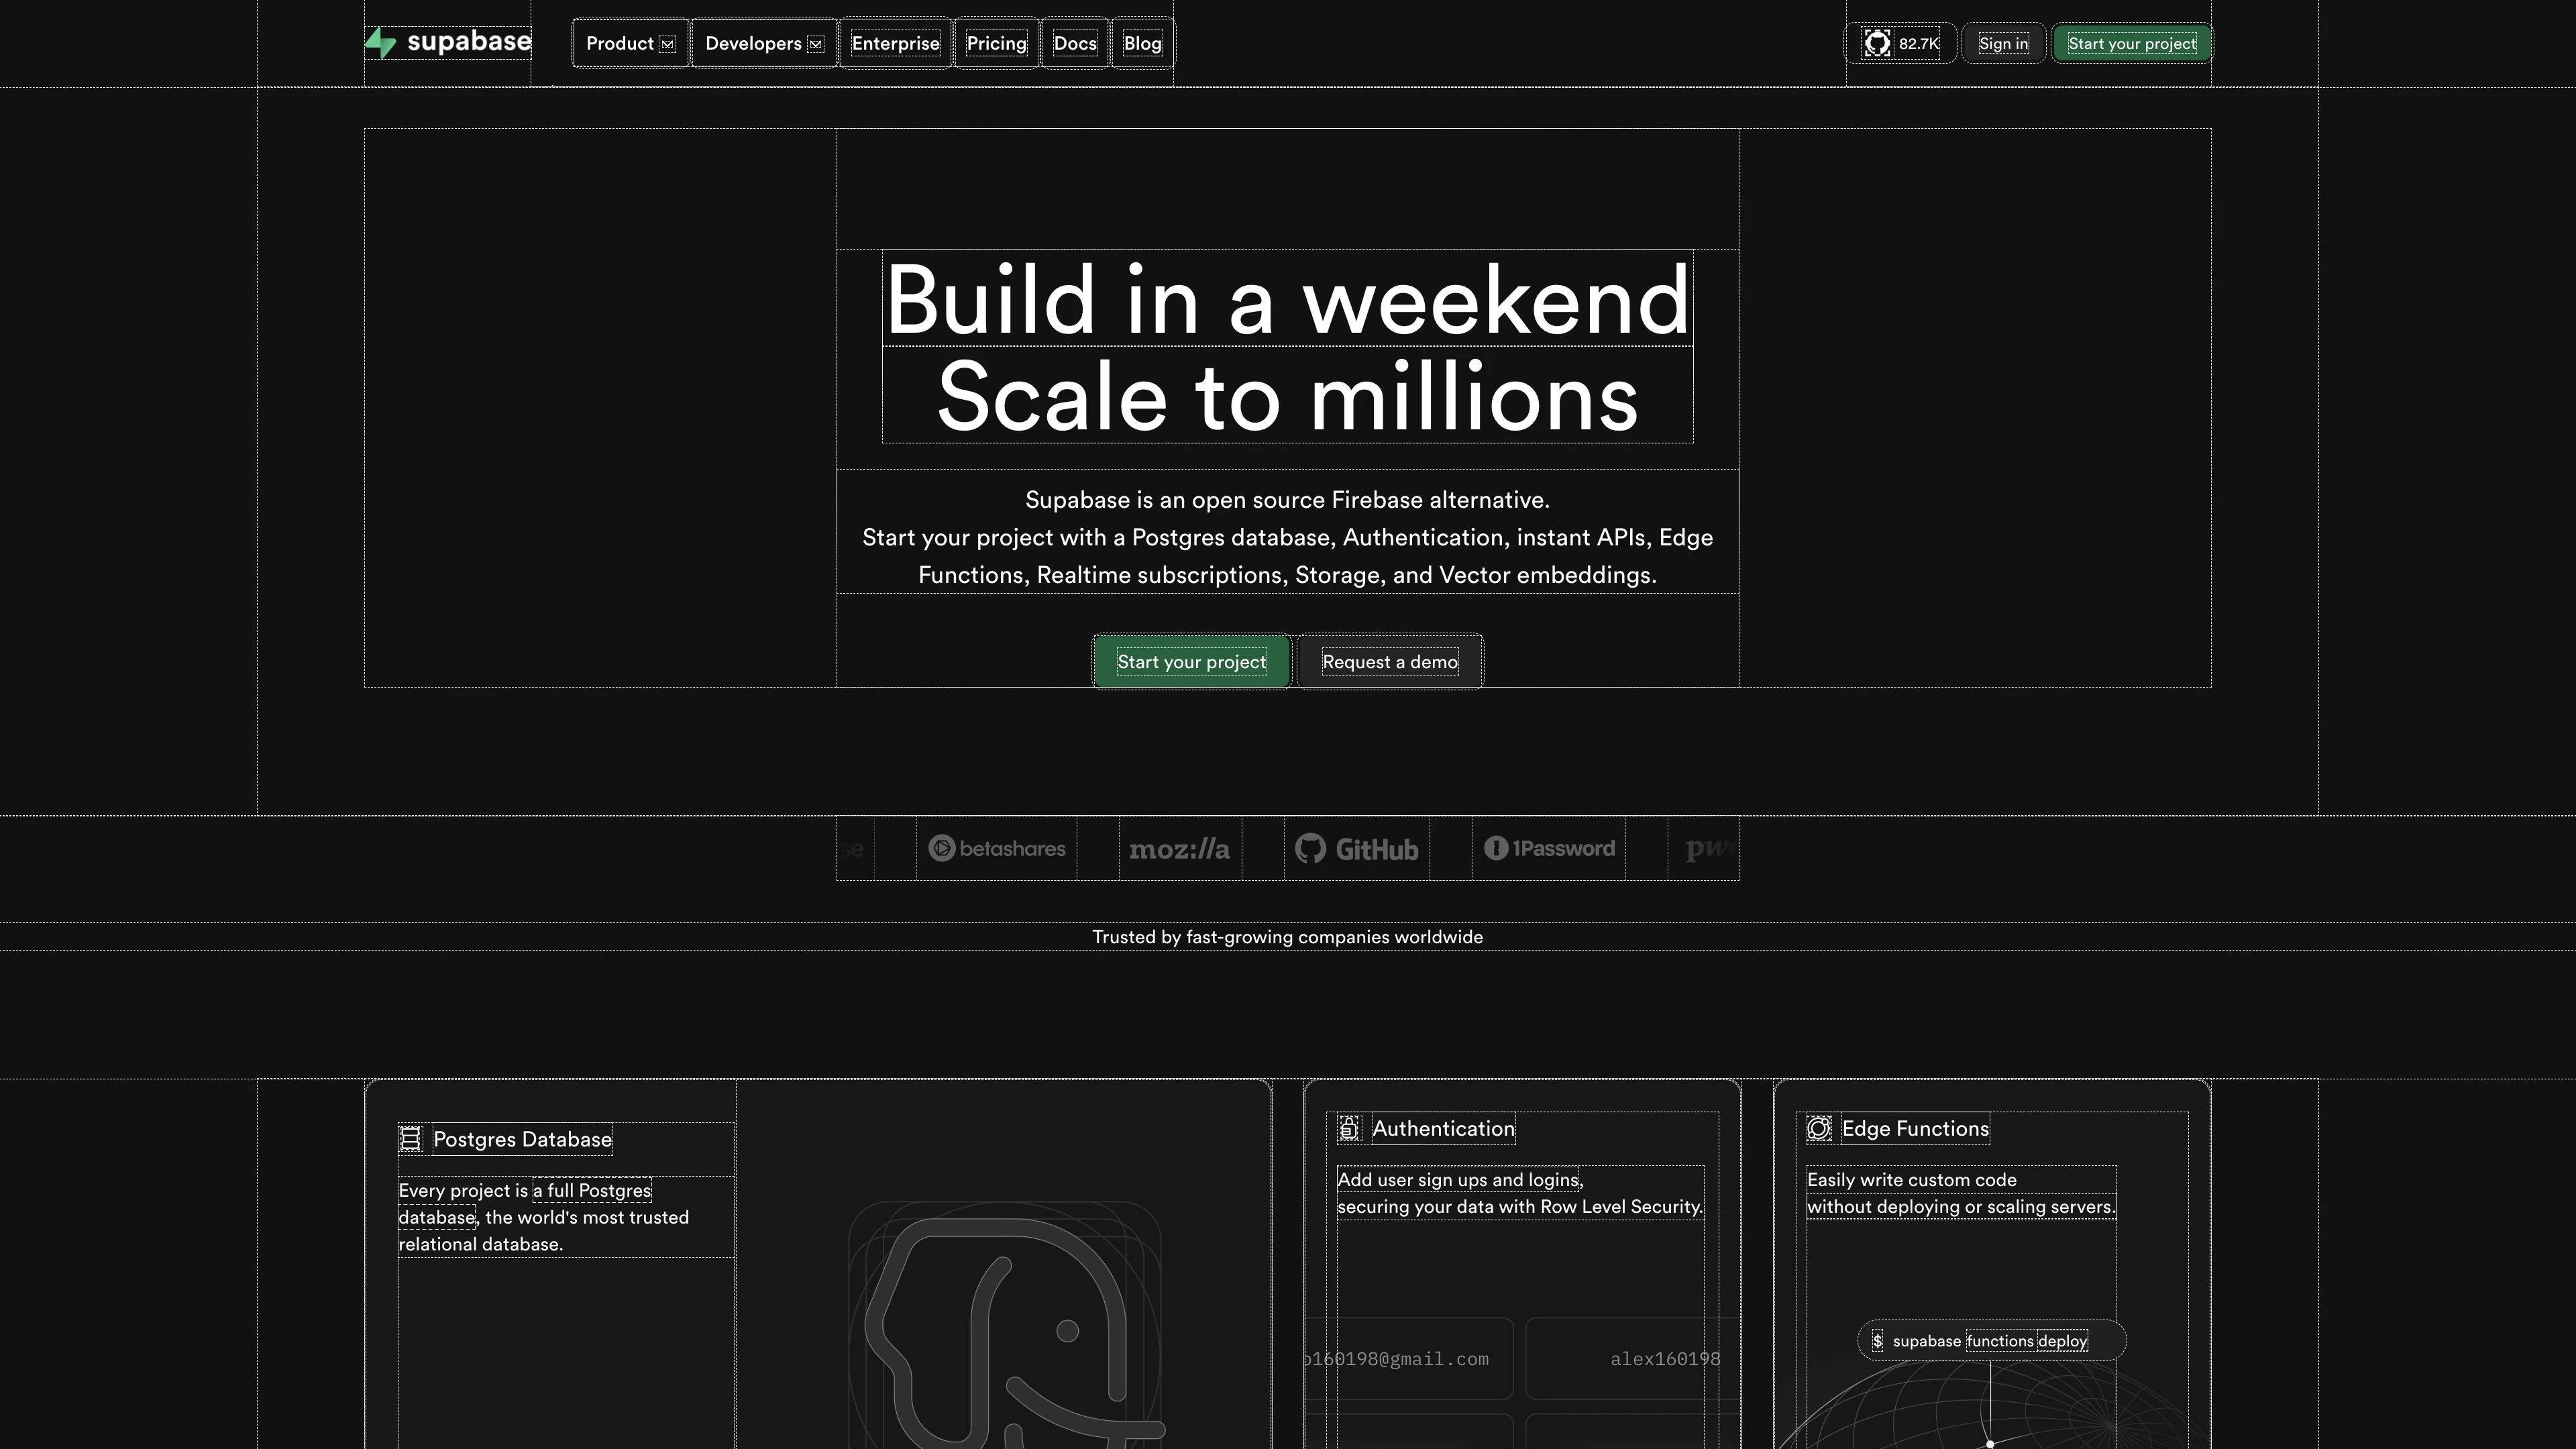 supabase
Product
Developers
Enterprise
Pricing
Docs
Blog
82.7K
Sign in
Start your project
Build in a weekend
Scale to millions
Supabase is an open source Firebase alternative.
Start your project with a Postgres database, Authentication, instant APIs, Edge
Functions, Realtime subscriptions, Storage, and Vector embeddings.
Start your project
Request a demo
se
betashares
moz://a
GitHub
1Password
pwc
Trusted by fast-growing companies worldwide
Postgres Database
Every project is a full Postgres
database, the world's most trusted
relational database.
Authentication
Add user sign ups and logins,
securing your data with Row Level Security.
160198@gmail.com
alex160198
Edge Functions
Easily write custom code
without deploying or scaling servers.
$ supabase functions deploy